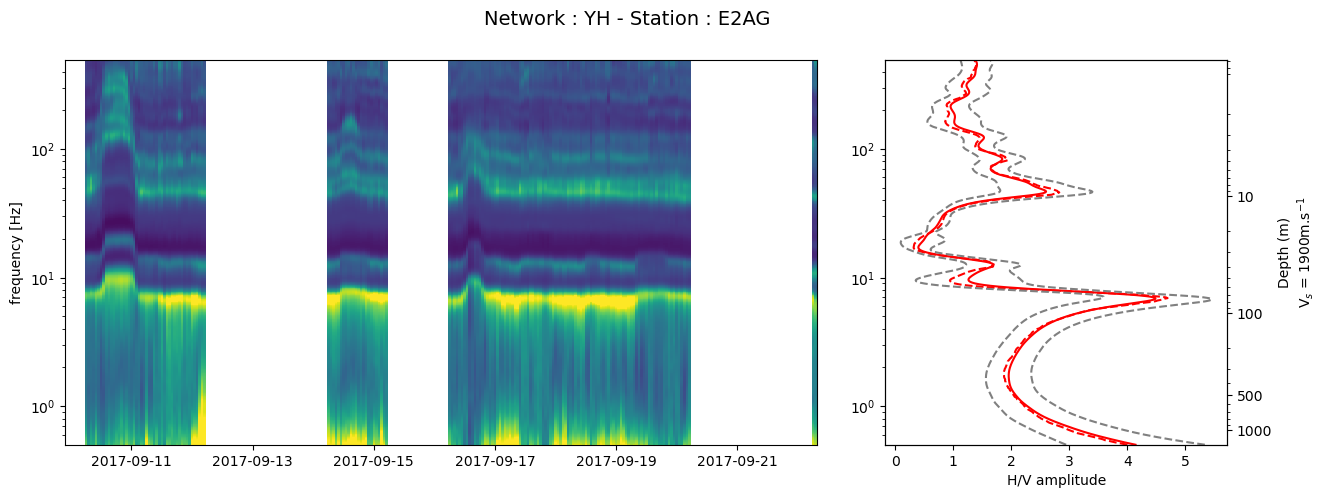 Network : YH - Station : E2AG
frequency [Hz]
10²
10¹
10⁰
2017-09-11 2017-09-13 2017-09-15 2017-09-17 2017-09-19 2017-09-21
10²
10¹
10⁰
0 1 2 3 4 5
H/V amplitude
10
100
500
1000
Depth (m)
Vₛ = 1900m.s⁻¹